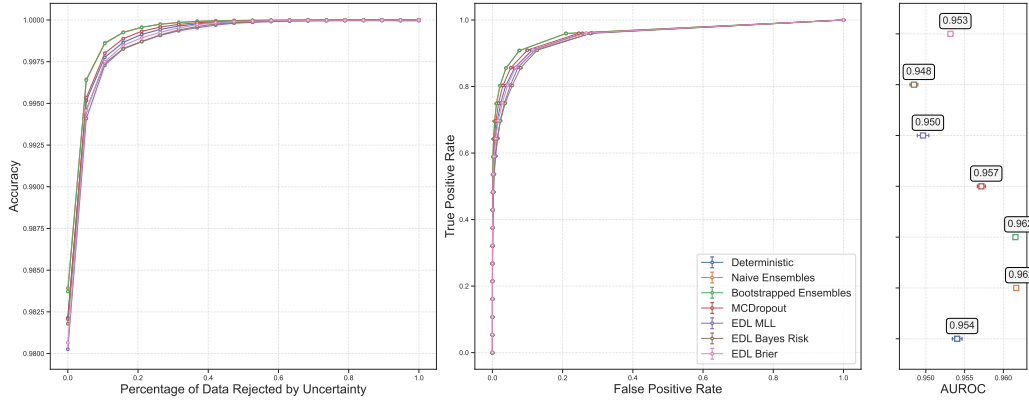 1.0000
0.9975
0.9950
0.9925
0.9900
0.9875
0.9850
0.9825
0.9800
Accuracy
0.0 0.2 0.4 0.6 0.8 1.0
Percentage of Data Rejected by Uncertainty
1.0
0.8
0.6
0.4
0.2
0.0
True Positive Rate
Deterministic
Naive Ensembles
Bootstrapped Ensembles
MCDropout
EDL MLL
EDL Bayes Risk
EDL Brier
0.0 0.2 0.4 0.6 0.8 1.0
False Positive Rate
0.953
0.948
0.950
0.957
0.96
0.96
0.954
0.950 0.955 0.960
AUROC